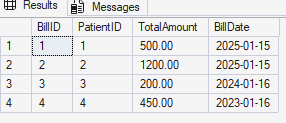 Results Messages
BillID PatientID TotalAmount BillDate
1 1 1 500.00 2025-01-15
2 2 2 1200.00 2025-01-15
3 3 3 200.00 2024-01-16
4 4 4 450.00 2023-01-16